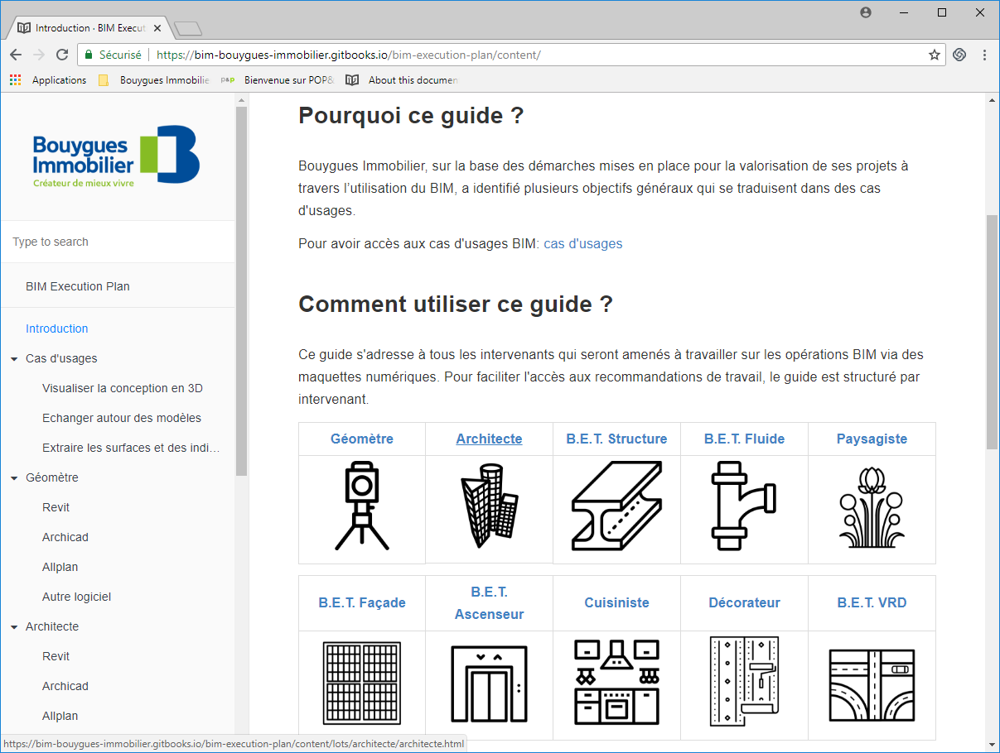 Introduction · BIM Execut
Sécurisé
https://bim-bouygues-immobilier.gitbooks.io/bim-execution-plan/content/
Applications
Bouygues Immobilie
P&P
Bienvenue sur POP&
About this documen
Bouygues
Immobilier
Créateur de mieux vivre
Type to search
BIM Execution Plan
Introduction
Cas d'usages
Visualiser la conception en 3D
Echanger autour des modèles
Extraire les surfaces et des indi…
Géomètre
Revit
Archicad
Allplan
Autre logiciel
Architecte
Revit
Archicad
Allplan
Pourquoi ce guide ?
Bouygues Immobilier, sur la base des démarches mises en place pour la valorisation de ses projets à
travers l’utilisation du BIM, a identifié plusieurs objectifs généraux qui se traduisent dans des cas
d'usages.
Pour avoir accès aux cas d'usages BIM: cas d'usages
Comment utiliser ce guide ?
Ce guide s'adresse à tous les intervenants qui seront amenés à travailler sur les opérations BIM via des
maquettes numériques. Pour faciliter l'accès aux recommandations de travail, le guide est structuré par
intervenant.
Géomètre
Architecte
B.E.T. Structure
B.E.T. Fluide
Paysagiste
B.E.T. Façade
B.E.T.
Ascenseur
Cuisiniste
Décorateur
B.E.T. VRD
https://bim-bouygues-immobilier.gitbooks.io/bim-execution-plan/content/lots/architecte/architecte.html